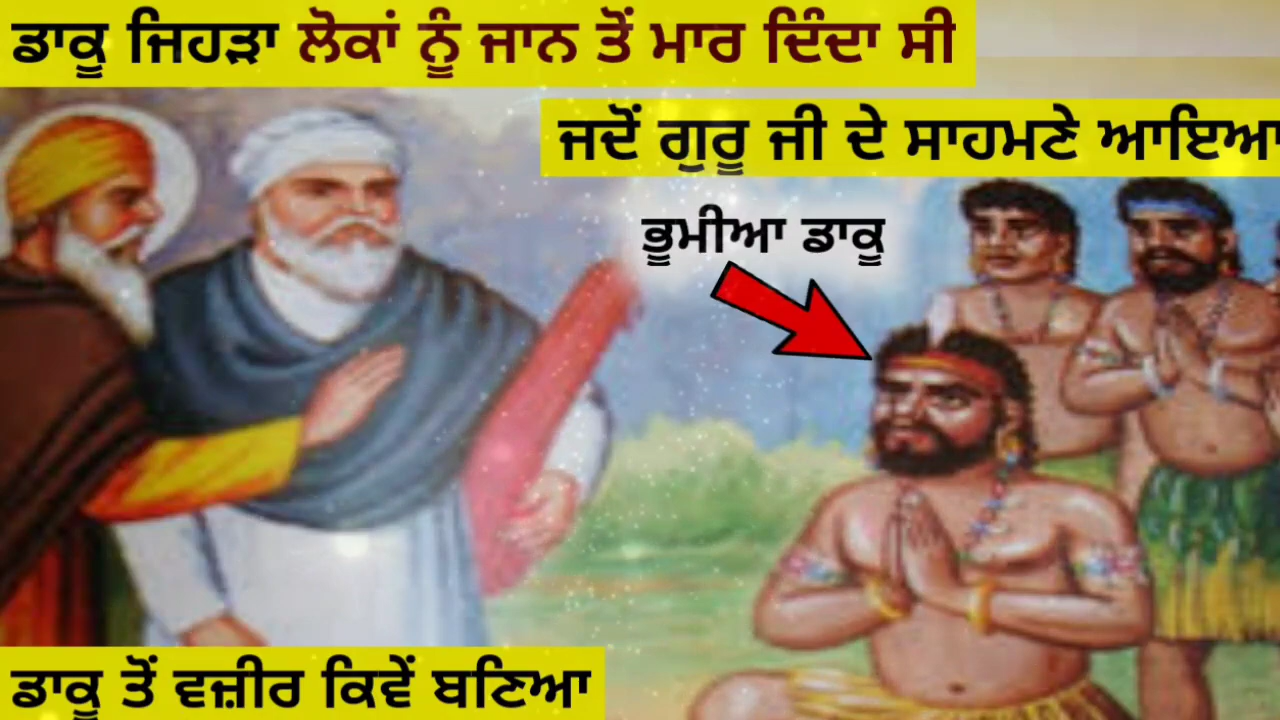 ਡਾਕੂ ਜਿਹੜਾ ਲੋਕਾਂ ਨੂੰ ਜਾਨ ਤੋਂ ਮਾਰ ਦਿੰਦਾ ਸੀ
ਜਦੋਂ ਗੁਰੂ ਜੀ ਦੇ ਸਾਹਮਣੇ ਆਇਆ
ਭੂਮੀਆ ਡਾਕੂ
ਡਾਕੂ ਤੋਂ ਵਜ਼ੀਰ ਕਿਵੇਂ ਬਣਿਆ